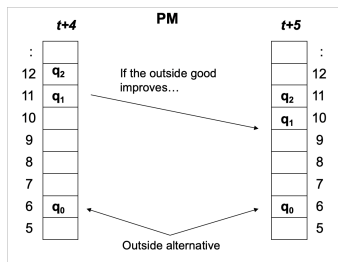 PM
t+4 t+5
: :
12 q₂ 12
If the outside good
improves…
11 q₁ q₂ 11
10 q₁ 10
9 9
8 8
7 7
6 q₀ q₀ 6
5 5
Outside alternative